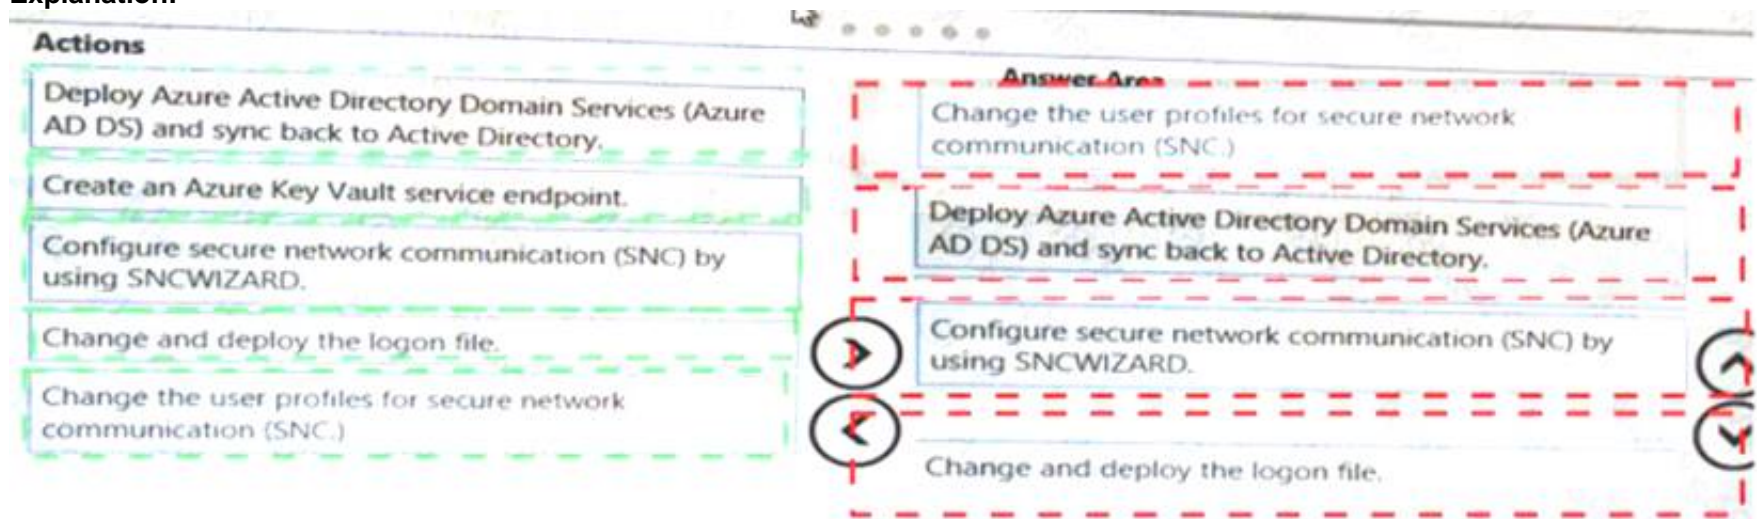 Explanation:
Actions
Deploy Azure Active Directory Domain Services (Azure
AD DS) and sync back to Active Directory.
Create an Azure Key Vault service endpoint.
Configure secure network communication (SNC) by
using SNCWIZARD.
Change and deploy the logon file.
Change the user profiles for secure network
communication (SNC.)
Answer Area
Change the user profiles for secure network
communication (SNC.)
Deploy Azure Active Directory Domain Services (Azure
AD DS) and sync back to Active Directory.
Configure secure network communication (SNC) by
using SNCWIZARD.
Change and deploy the logon file.